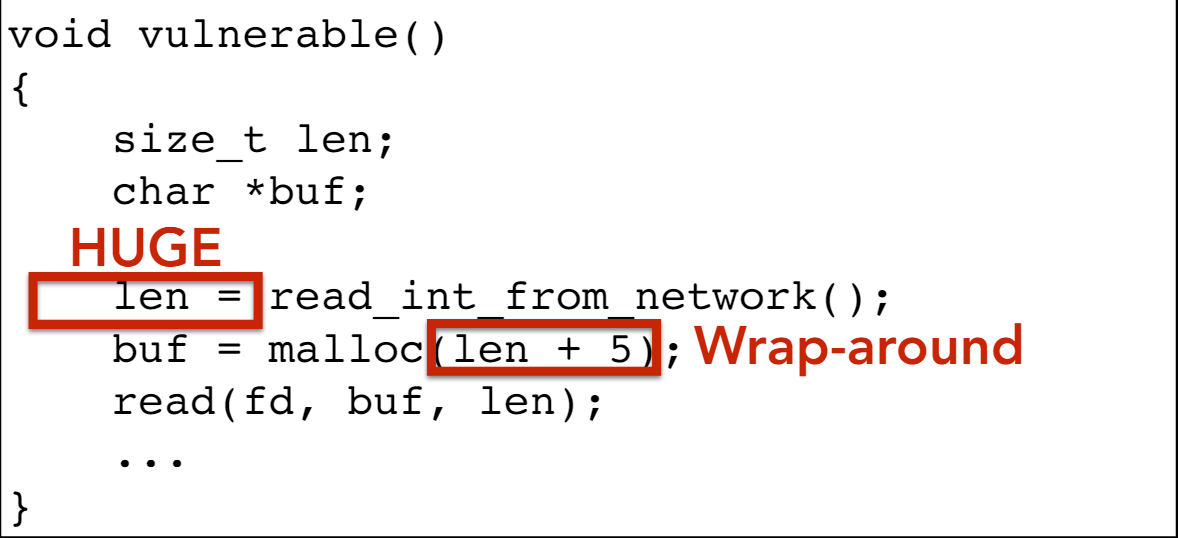 void vulnerable()
{
size_t len;
char *buf;
HUGE
len = read_int_from_network();
buf = malloc(len + 5); Wrap-around
read(fd, buf, len);
...
}